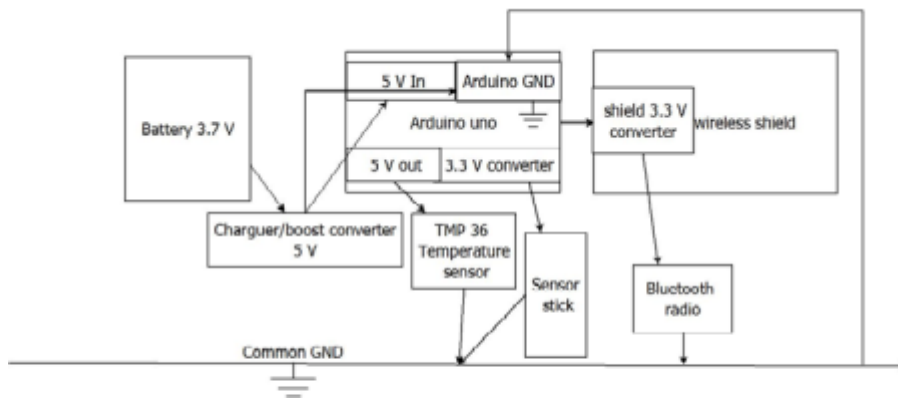 5 V In
Arduino GND
Battery 3.7 V
Arduino uno
shield 3.3 V
converter
wireless shield
5 V out
3.3 V converter
Charguer/boost converter
5 V
TMP 36
Temperature
sensor
Sensor
stick
Bluetooth
radio
Common GND